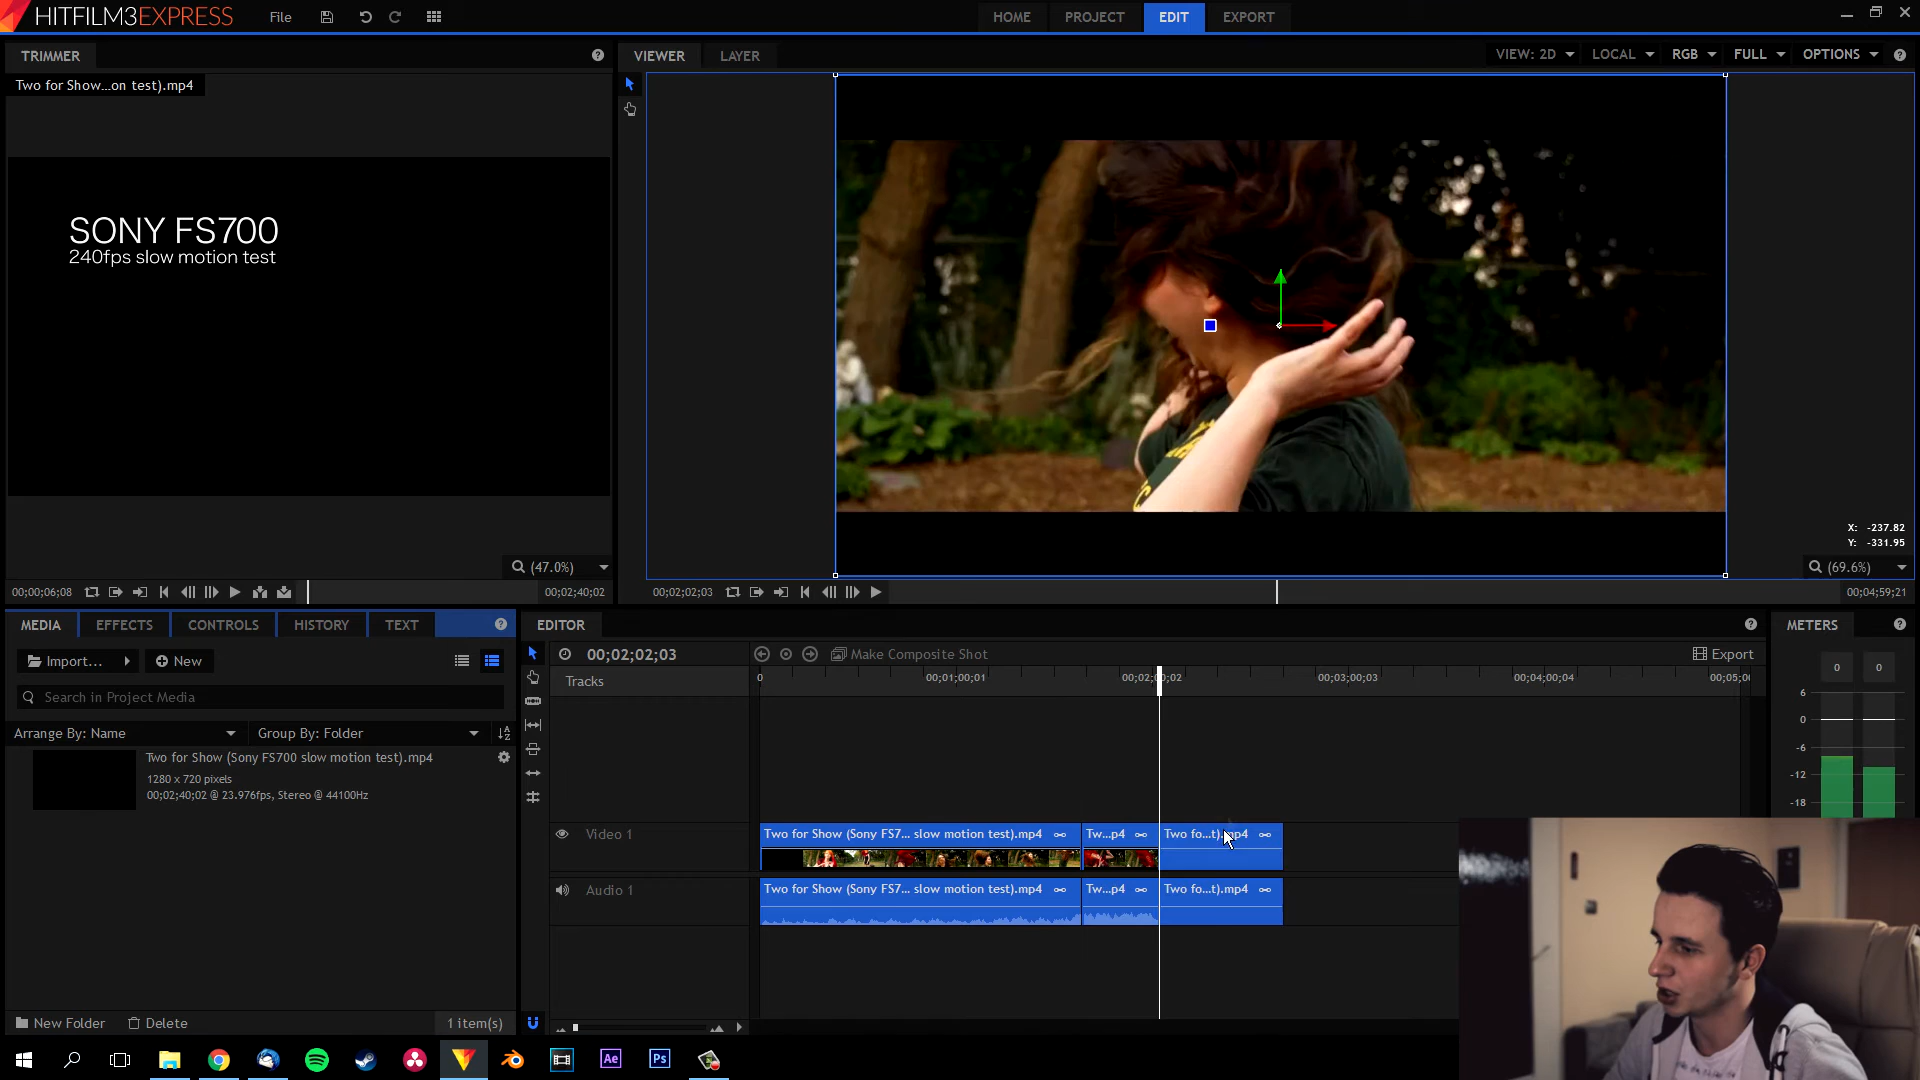 HITFILM3EXPRESS
File
HOME
PROJECT
EDIT
EXPORT
TRIMMER
VIEWER
LAYER
VIEW: 2D
LOCAL
RGB
FULL
OPTIONS
Two for Show...on test).mp4
SONY FS700
240fps slow motion test
X: -237.82
Y: -331.95
(47.0%)
(69.6%)
00;00;06;08
00;02;40;02
00;02;02;03
00;04;59;21
MEDIA
EFFECTS
CONTROLS
HISTORY
TEXT
EDITOR
METERS
Import...
New
00;02;02;03
Make Composite Shot
Export
0 0
Tracks
0
00;01;00;01
00;03;00;03
00;04;00;04
Search in Project Media
6
0
-6
-12
-18
Arrange By: Name
Group By: Folder
Two for Show (Sony FS700 slow motion test).mp4
1280 x 720 pixels
00;02;40;02 @ 23.976fps, Stereo @ 44100Hz
Video 1
Two for Show (Sony FS7... slow motion test).mp4
Tw...p4
Two fo...t).mp4
Audio 1
Two for Show (Sony FS7... slow motion test).mp4
Tw...p4
Two fo...t).mp4
New Folder
Delete
1 item(s)
Ae
Ps